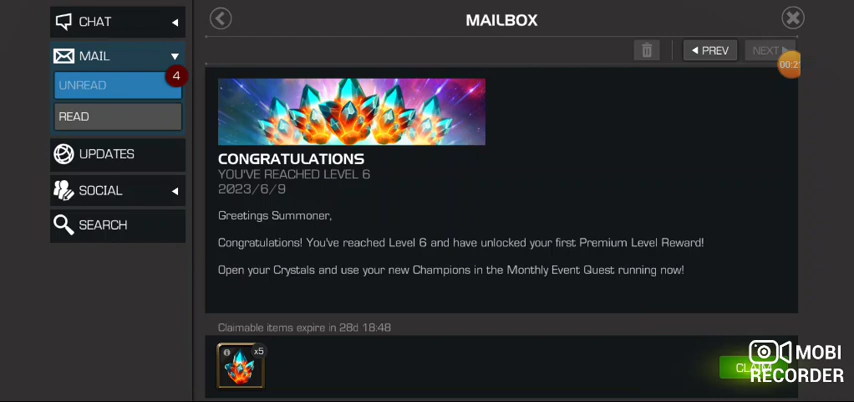 CHAT
MAIL
4
UNREAD
READ
UPDATES
SOCIAL
SEARCH
MAILBOX
PREV
NEXT
CONGRATULATIONS
YOU'VE REACHED LEVEL 6
2023/6/9
Greetings Summoner,
Congratulations! You've reached Level 6 and have unlocked your first Premium Level Reward!
Open your Crystals and use your new Champions in the Monthly Event Quest running now!
Claimable items expire in 28d 18:48
x5
MOBI
RECORDER